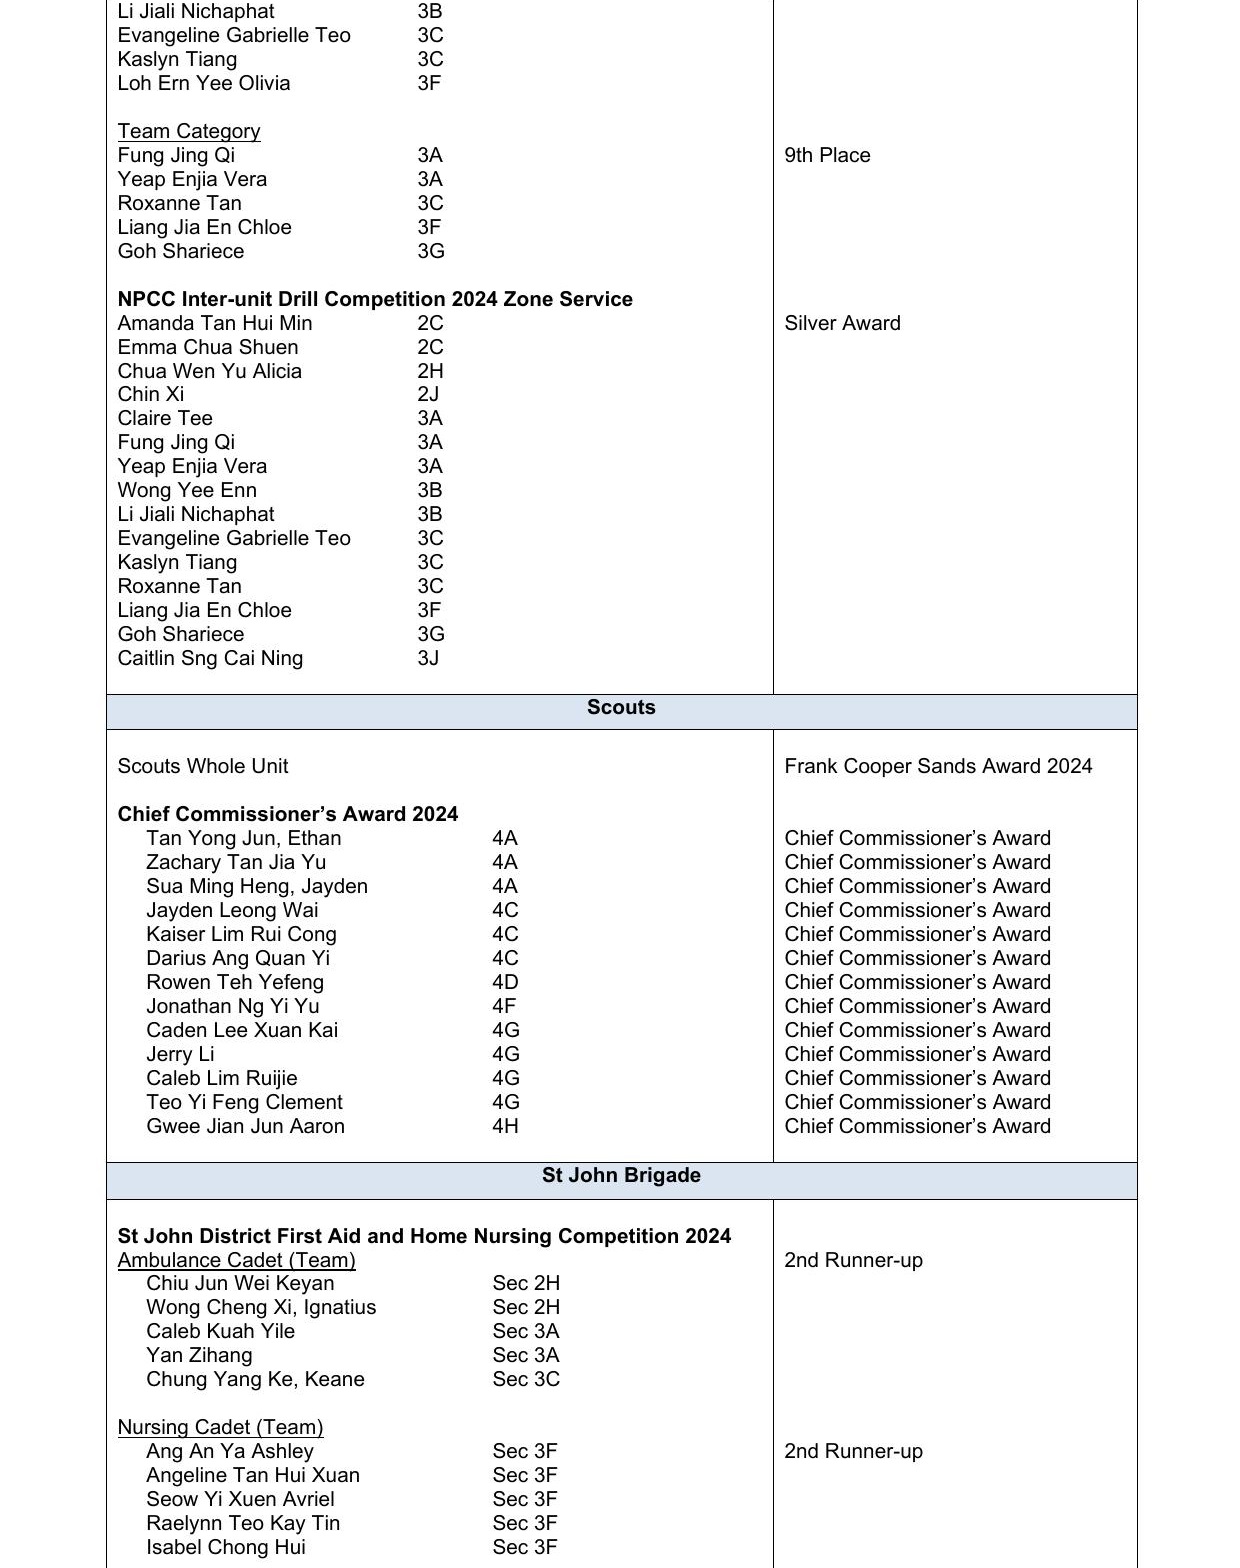 Li Jiali Nichaphat 3B
Evangeline Gabrielle Teo 3C
Kaslyn Tiang 3C
Loh Ern Yee Olivia 3F
Team Category
Fung Jing Qi 3A 9th Place
Yeap Enjia Vera 3A
Roxanne Tan 3C
Liang Jia En Chloe 3F
Goh Shariece 3G
NPCC Inter-unit Drill Competition 2024 Zone Service
Amanda Tan Hui Min 2C Silver Award
Emma Chua Shuen 2C
Chua Wen Yu Alicia 2H
Chin Xi 2J
Claire Tee 3A
Fung Jing Qi 3A
Yeap Enjia Vera 3A
Wong Yee Enn 3B
Li Jiali Nichaphat 3B
Evangeline Gabrielle Teo 3C
Kaslyn Tiang 3C
Roxanne Tan 3C
Liang Jia En Chloe 3F
Goh Shariece 3G
Caitlin Sng Cai Ning 3J
Scouts
Scouts Whole Unit Frank Cooper Sands Award 2024
Chief Commissioner’s Award 2024
Tan Yong Jun, Ethan 4A Chief Commissioner’s Award
Zachary Tan Jia Yu 4A Chief Commissioner’s Award
Sua Ming Heng, Jayden 4A Chief Commissioner’s Award
Jayden Leong Wai 4C Chief Commissioner’s Award
Kaiser Lim Rui Cong 4C Chief Commissioner’s Award
Darius Ang Quan Yi 4C Chief Commissioner’s Award
Rowen Teh Yefeng 4D Chief Commissioner’s Award
Jonathan Ng Yi Yu 4F Chief Commissioner’s Award
Caden Lee Xuan Kai 4G Chief Commissioner’s Award
Jerry Li 4G Chief Commissioner’s Award
Caleb Lim Ruijie 4G Chief Commissioner’s Award
Teo Yi Feng Clement 4G Chief Commissioner’s Award
Gwee Jian Jun Aaron 4H Chief Commissioner’s Award
St John Brigade
St John District First Aid and Home Nursing Competition 2024
Ambulance Cadet (Team) 2nd Runner-up
Chiu Jun Wei Keyan Sec 2H
Wong Cheng Xi, Ignatius Sec 2H
Caleb Kuah Yile Sec 3A
Yan Zihang Sec 3A
Chung Yang Ke, Keane Sec 3C
Nursing Cadet (Team)
Ang An Ya Ashley Sec 3F 2nd Runner-up
Angeline Tan Hui Xuan Sec 3F
Seow Yi Xuen Avriel Sec 3F
Raelynn Teo Kay Tin Sec 3F
Isabel Chong Hui Sec 3F